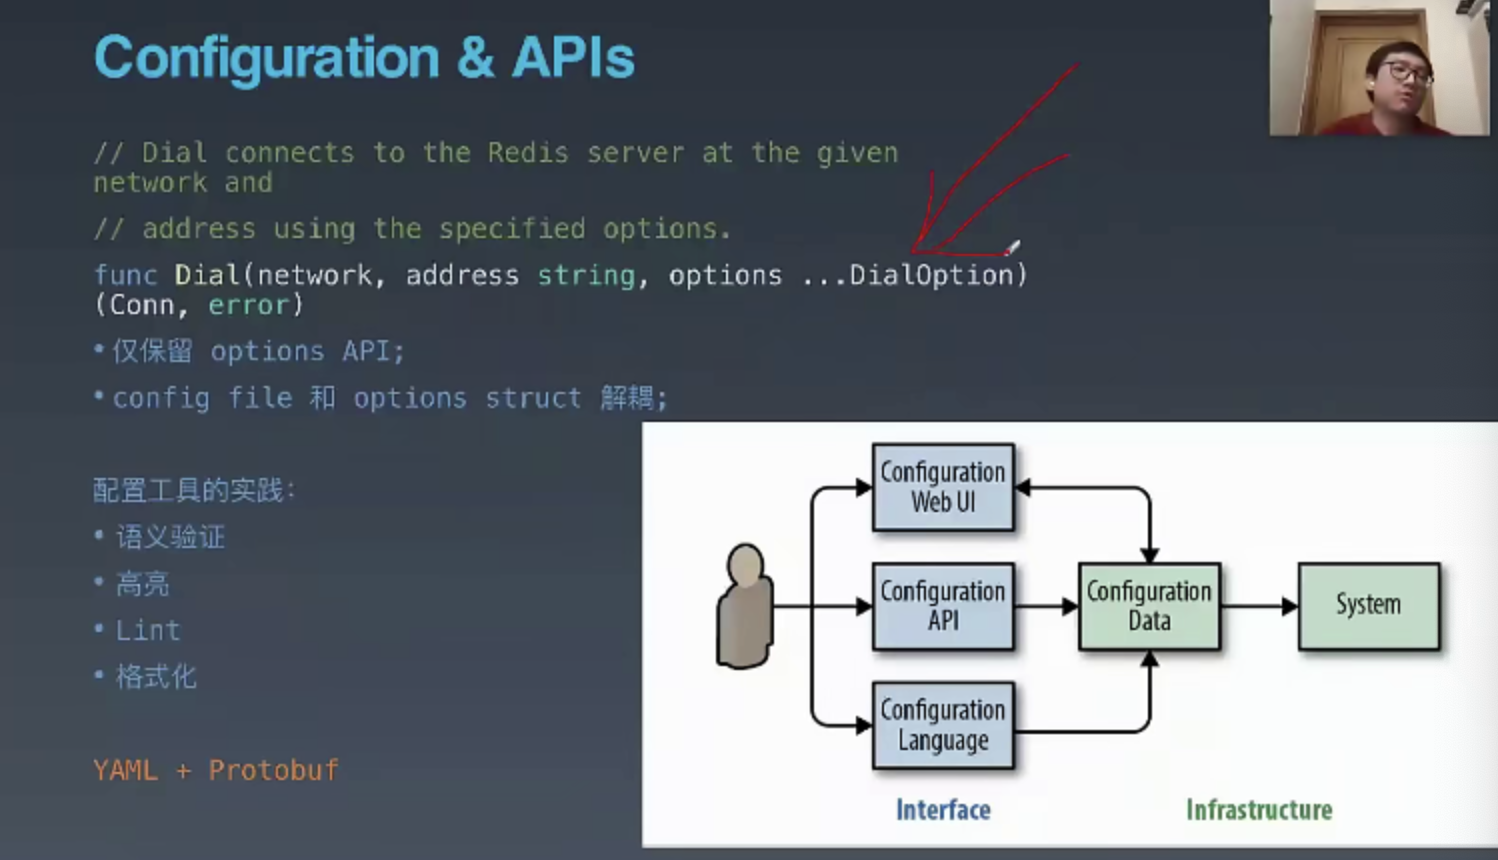 Configuration & APIs
// Dial connects to the Redis server at the given
network and
// address using the specified options.
func Dial(network, address string, options ...DialOption)
(Conn, error)
• 仅保留 options API;
• config file 和 options struct 解耦;
配置工具的实践:
• 语义验证
• 高亮
• Lint
• 格式化
YAML + Protobuf
Configuration
Web UI
Configuration
API
Configuration
Data
System
Configuration
Language
Interface
Infrastructure